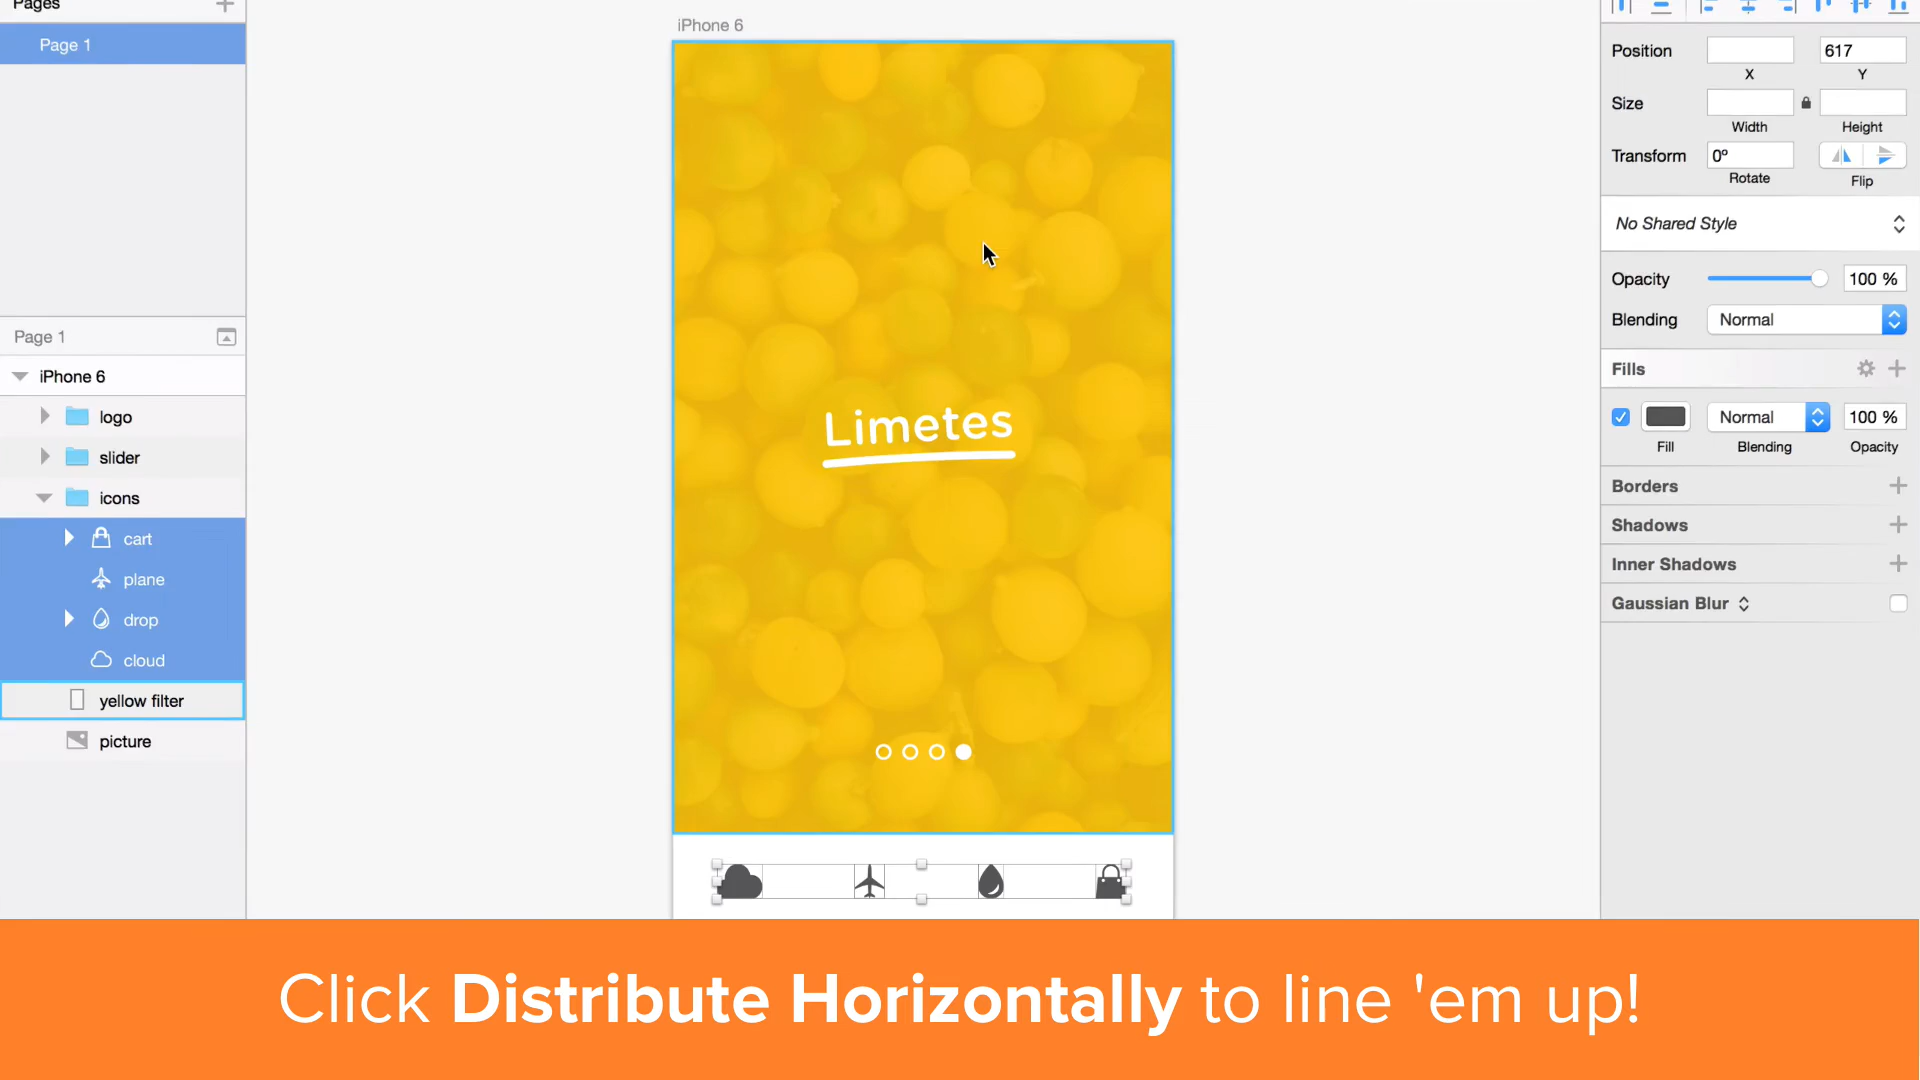 Pages
iPhone 6
Page 1
Position
617
X
Y
Size
Width
Height
Transform
0º
Rotate
Flip
No Shared Style
Opacity
100 %
Blending
Normal
Page 1
iPhone 6
Fills
logo
Normal
100 %
Fill
Blending
Opacity
Limetes
slider
icons
Borders
cart
Shadows
plane
Inner Shadows
drop
Gaussian Blur
cloud
yellow filter
picture
Click Distribute Horizontally to line 'em up!